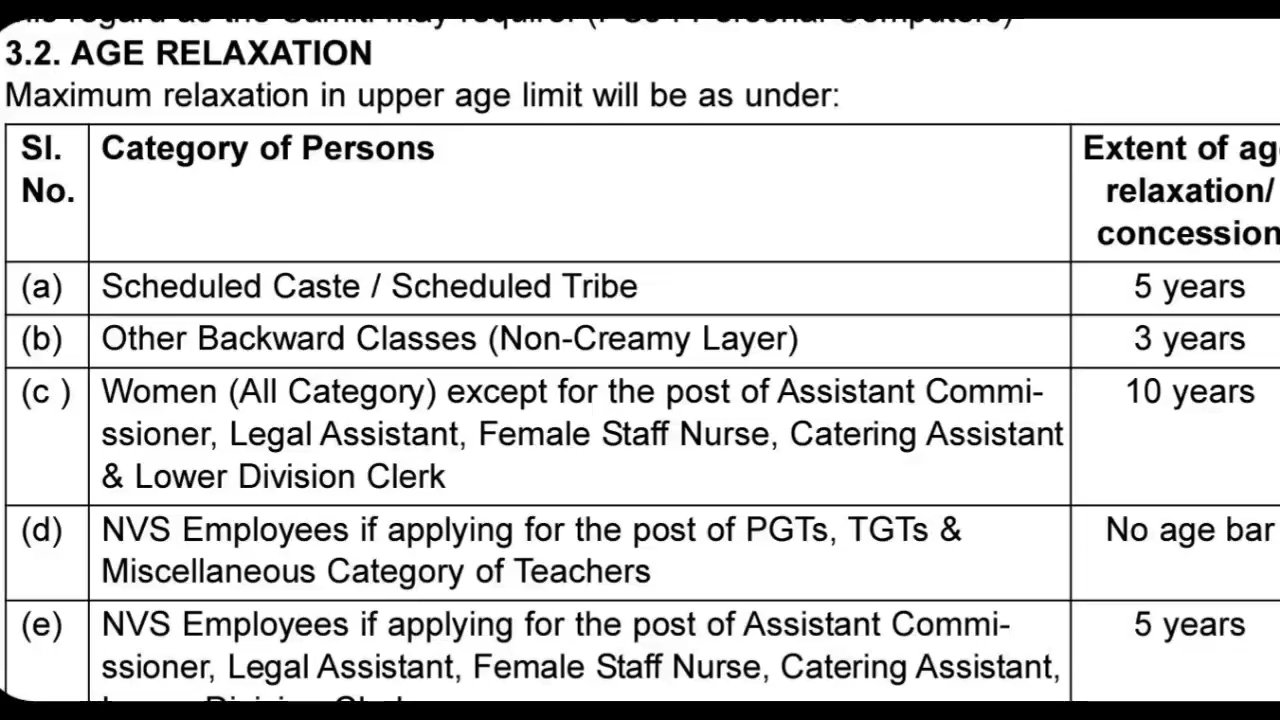 3.2. AGE RELAXATION
Maximum relaxation in upper age limit will be as under:
Sl. No.
Category of Persons
Extent of age relaxation/ concession
(a) Scheduled Caste / Scheduled Tribe 5 years
(b) Other Backward Classes (Non-Creamy Layer) 3 years
(c ) Women (All Category) except for the post of Assistant Commi- 10 years
ssioner, Legal Assistant, Female Staff Nurse, Catering Assistant
& Lower Division Clerk
(d) NVS Employees if applying for the post of PGTs, TGTs & No age bar
Miscellaneous Category of Teachers
(e) NVS Employees if applying for the post of Assistant Commi- 5 years
ssioner, Legal Assistant, Female Staff Nurse, Catering Assistant,